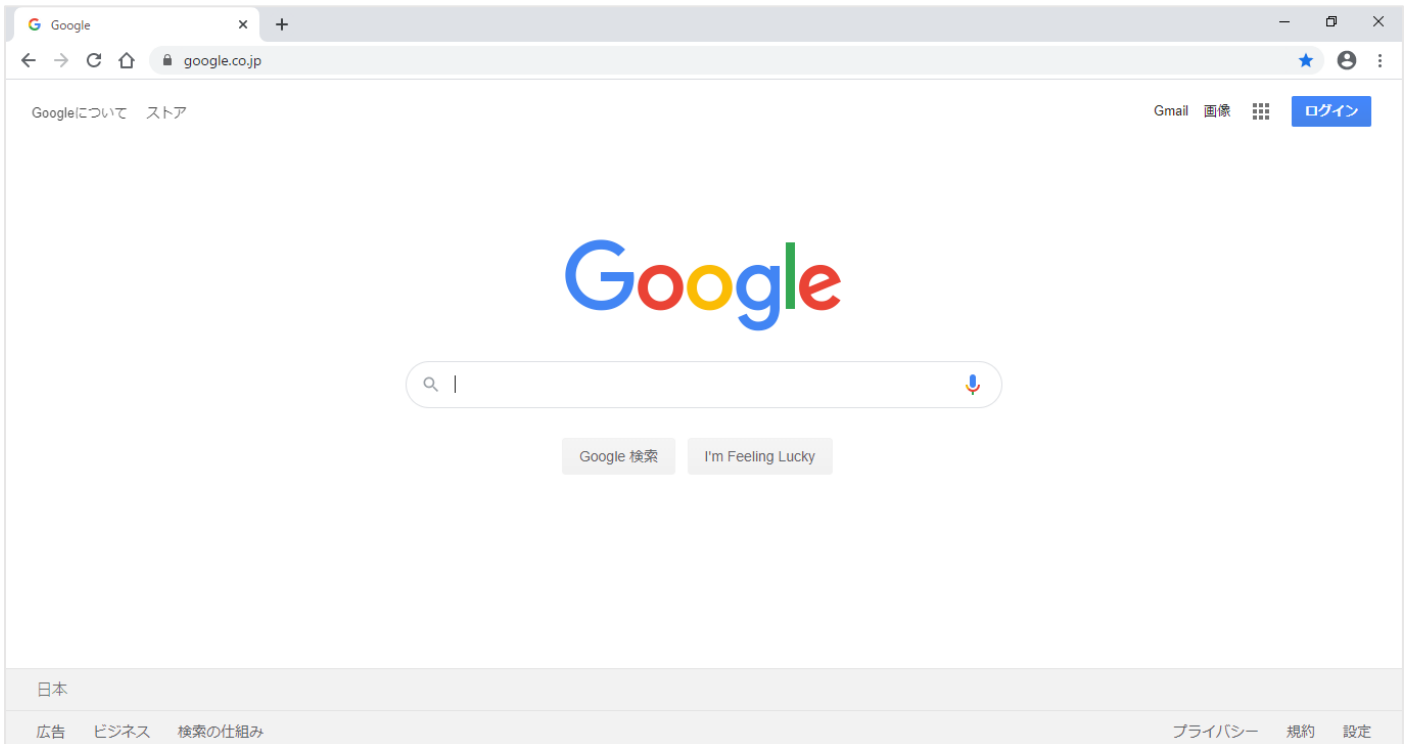 Google
google.co.jp
Googleについて ストア
Gmail 画像 ログイン
Google
Google 検索 I'm Feeling Lucky
日本
広告 ビジネス 検索の仕組み プライバシー 規約 設定